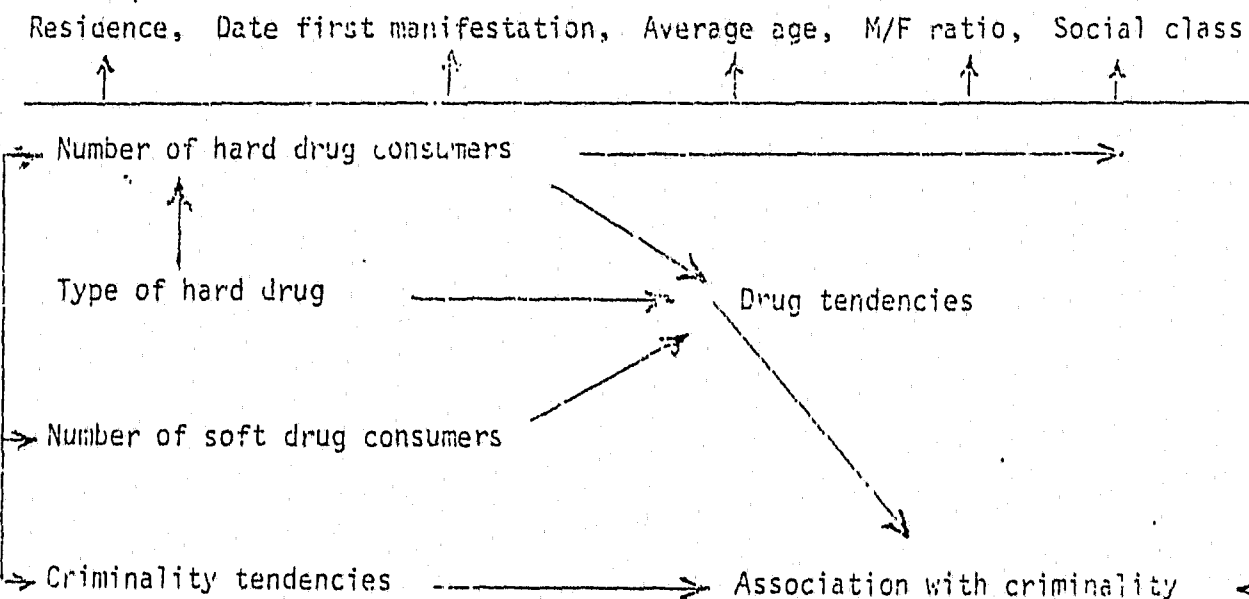 Residence, Date first manifestation, Average age, M/F ratio, Social class
Number of hard drug consumers
Type of hard drug
Drug tendencies
Number of soft drug consumers
Criminality tendencies
Association with criminality